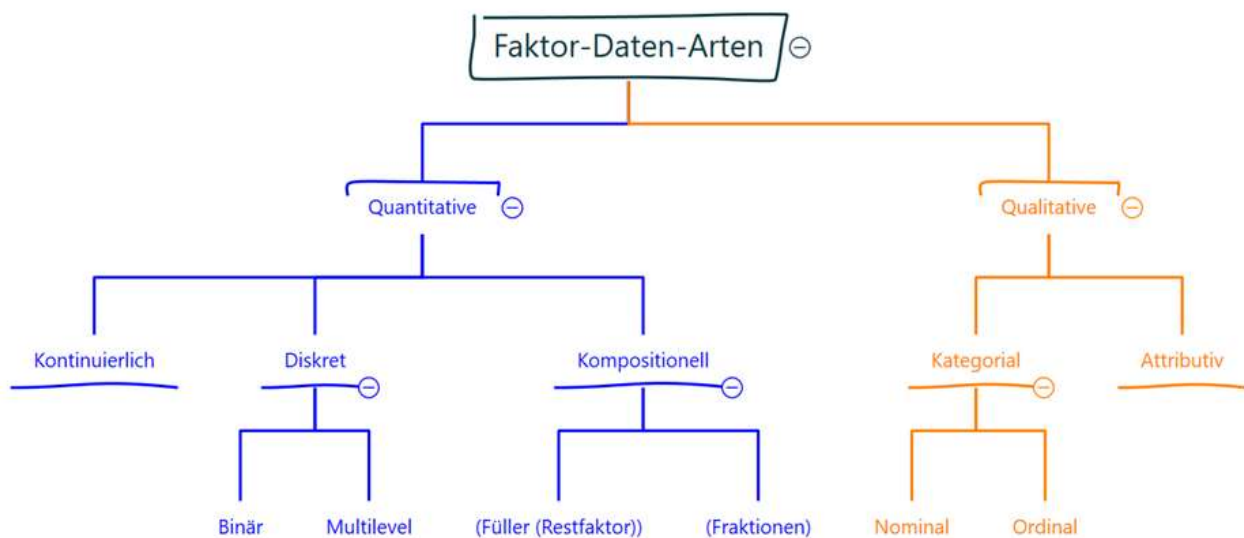 Faktor-Daten-Arten
Quantitative
Qualitative
Kontinuierlich
Diskret
Kompositionell
Kategorial
Attributiv
Binär
Multilevel
(Füller (Restfaktor))
(Fraktionen)
Nominal
Ordinal